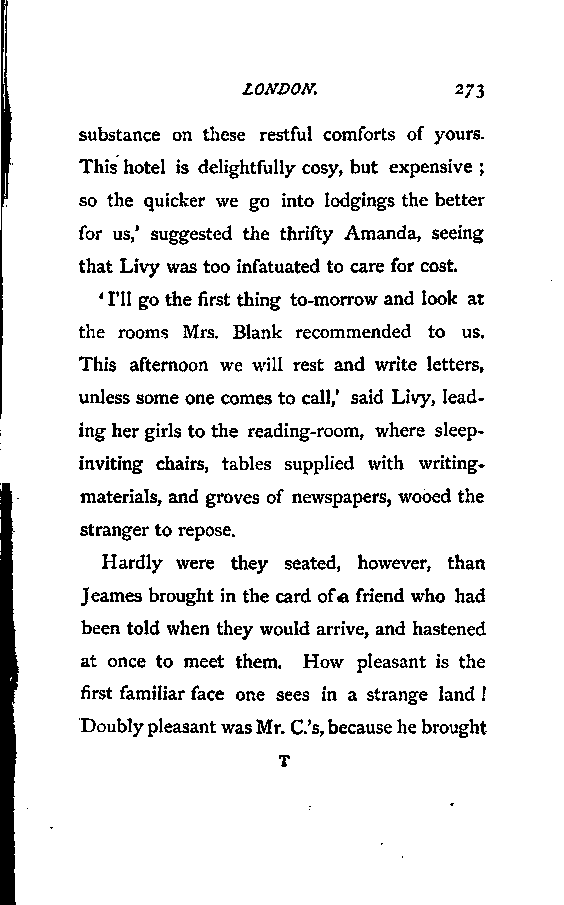 LONDON. 273
substance on these restful comforts of yours.
This hotel is delightfully cosy, but expensive ;
so the quicker we go into lodgings the better
for us,' suggested the thrifty Amanda, seeing
that Livy was too infatuated to care for cost.
'I'll go the first thing to-morrow and look at
the rooms Mrs. Blank recommended to us.
This afternoon we will rest and write letters,
unless some one comes to call,' said Livy, lead-
ing her girls to the reading-room, where sleep-
inviting chairs, tables supplied with writing-
materials, and groves of newspapers, wooed the
stranger to repose.
Hardly were they seated, however, than
Jeames brought in the card of a friend who had
been told when they would arrive, and hastened
at once to meet them. How pleasant is the
first familiar face one sees in a strange land !
Doubly pleasant was Mr. C.'s, because he brought
T